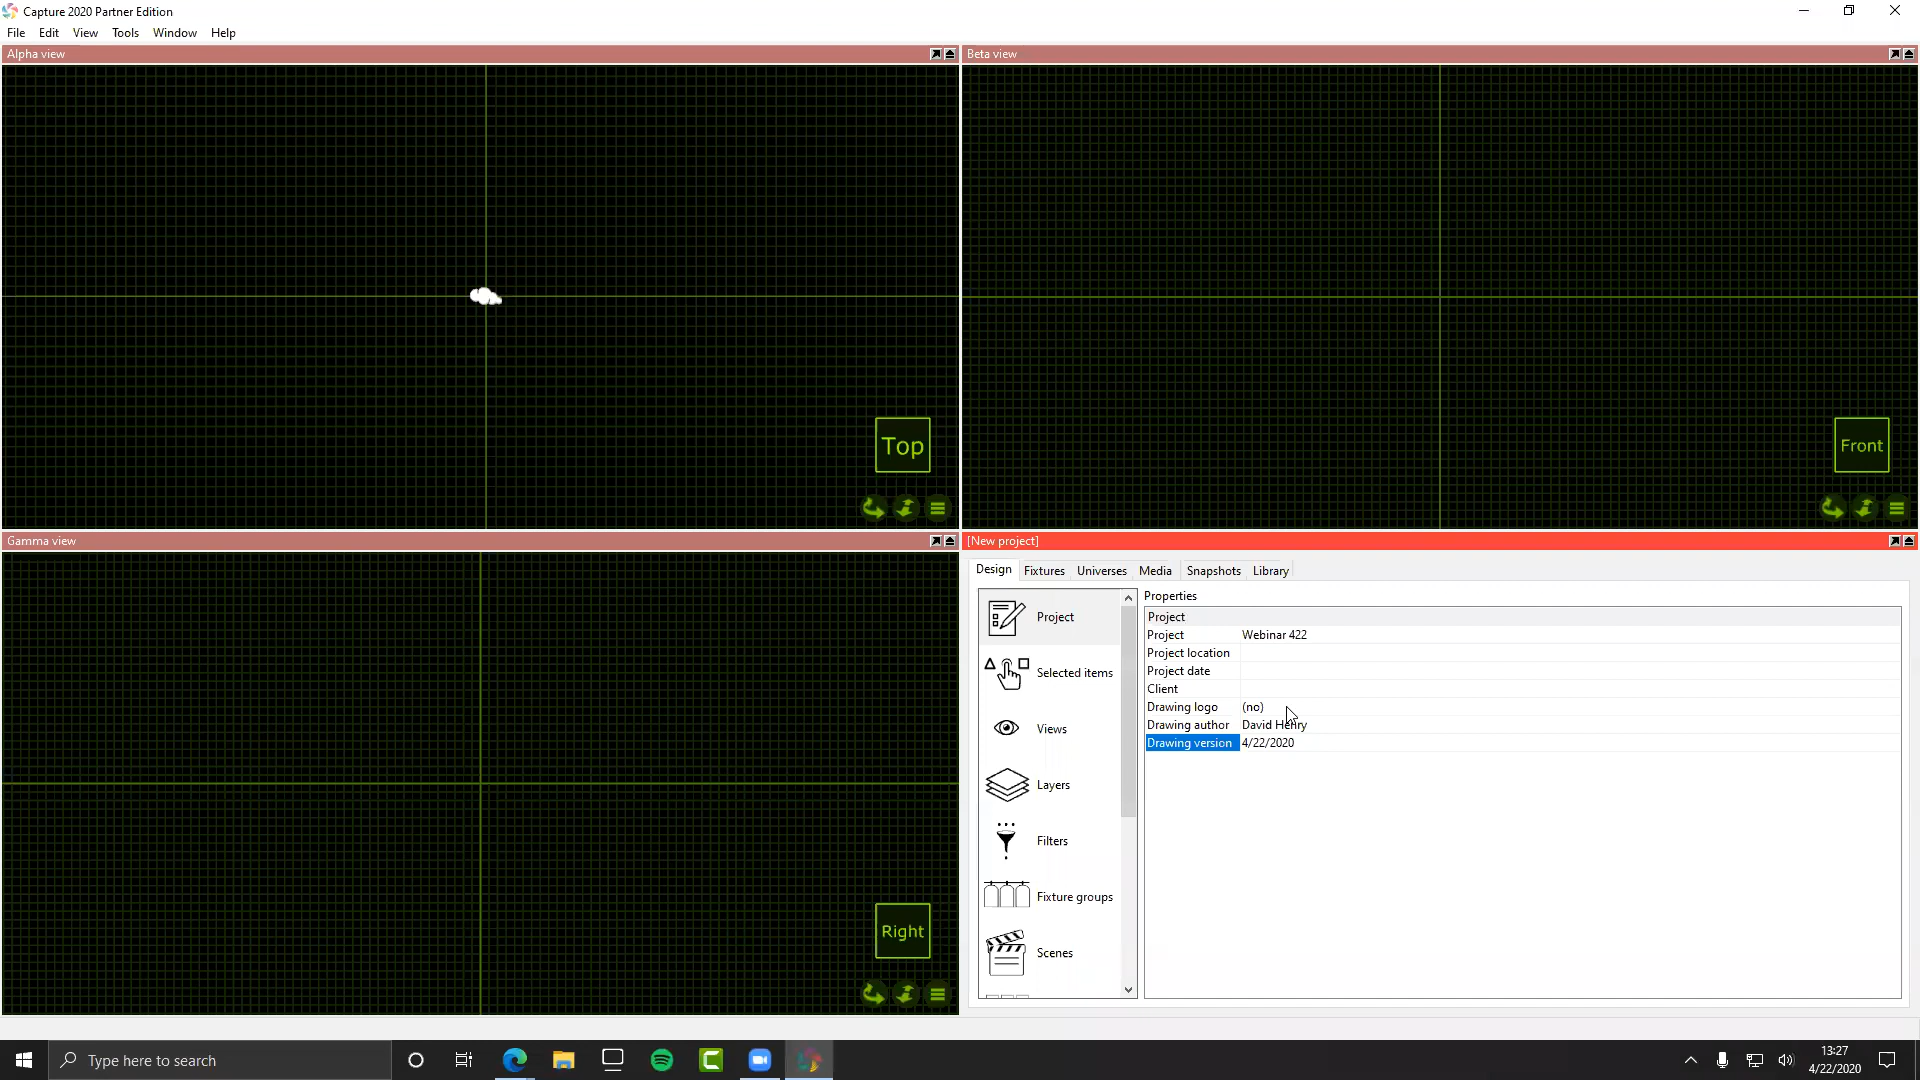 Capture 2020 Partner Edition
File Edit View Tools Window Help
Alpha view
Beta view
Top
Front
Gamma view
[New project]
Design Fixtures Universes Media Snapshots Library
Project
Selected items
Views
Layers
Filters
Fixture groups
Scenes
Properties
Project
Project Webinar 422
Project location
Project date
Client
Drawing logo (no)
Drawing author David Henry
Drawing version 4/22/2020
Right
Type here to search
13:27
4/22/2020